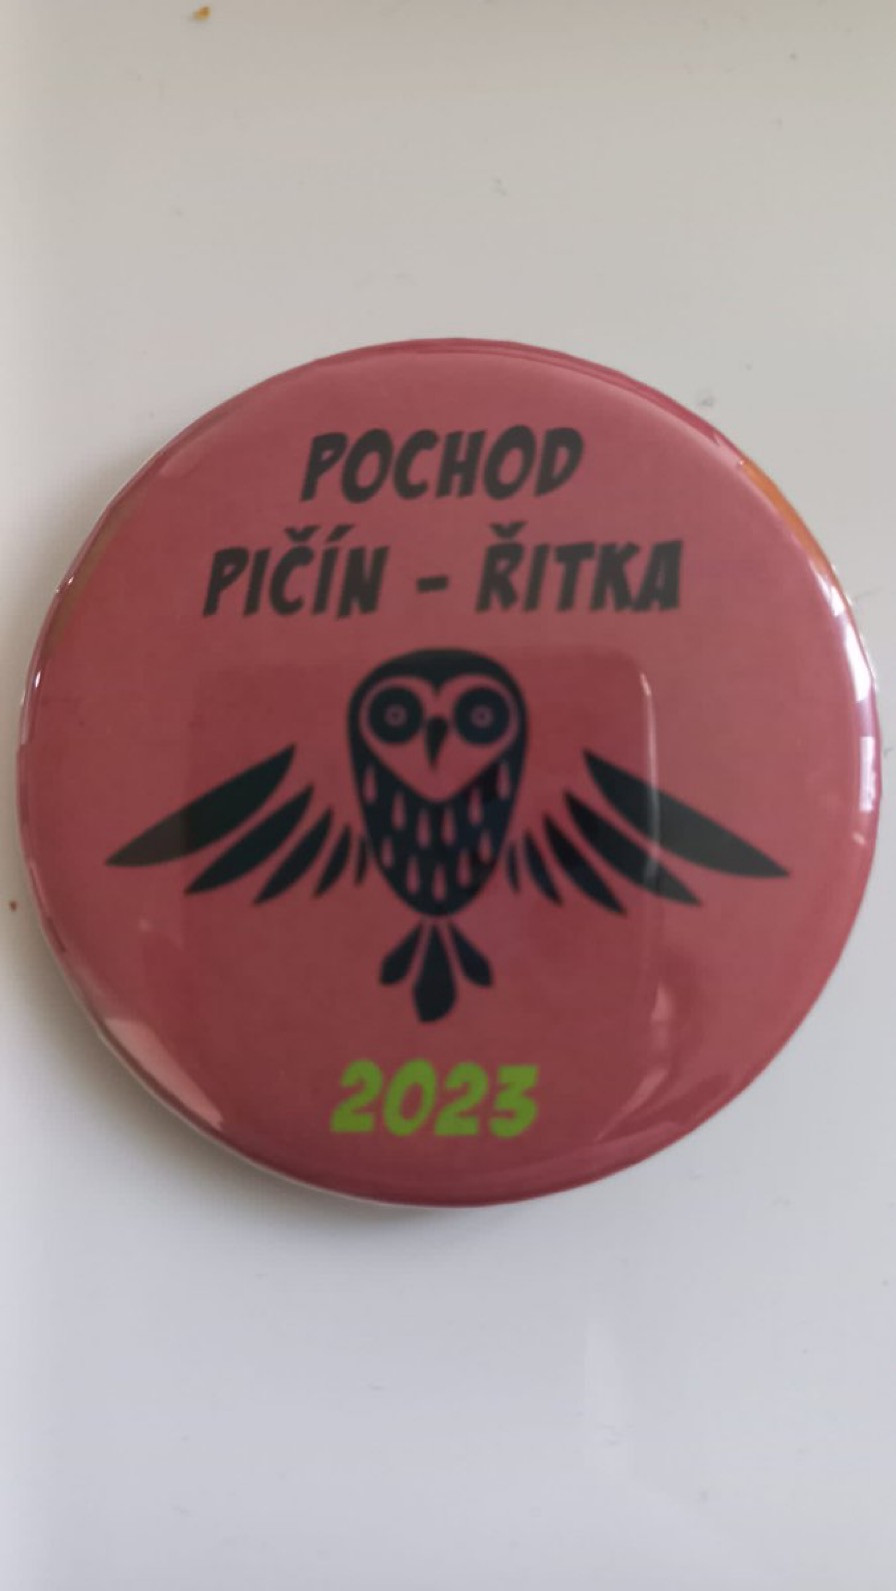 POCHOD
PIČÍN - ŘITKA
2023